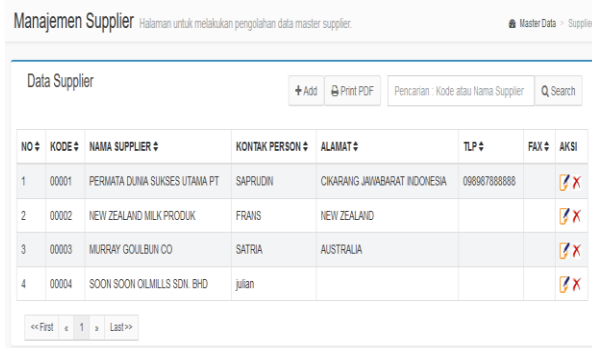 Manajemen Supplier Halaman untuk melakukan pengolahan data master supplier. Master Data > Supplier
Data Supplier
+ Add Print PDF Pencarian : Kode atau Nama Supplier Search
NO KODE NAMA SUPPLIER KONTAK PERSON ALAMAT TLP FAX AKSI
1 00001 PERMATA DUNIA SUKSES UTAMA PT SAPRUDIN CIKARANG JAWABARAT INDONESIA 098987888888
2 00002 NEW ZEALAND MILK PRODUK FRANS NEW ZEALAND
3 00003 MURRAY GOULBUN CO SATRIA AUSTRALIA
4 00004 SOON SOON OILMILLS SDN. BHD julian
<< First « 1 » Last >>